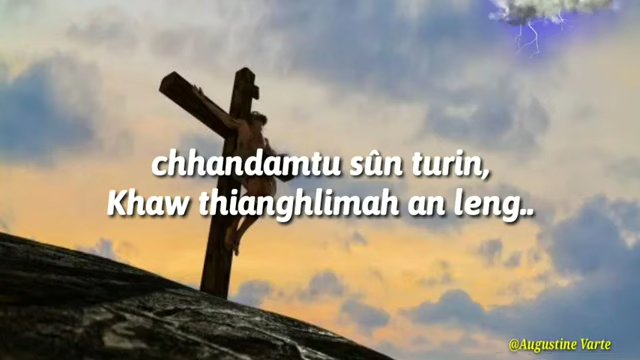 chhandamtu sûn turin,
Khaw thianghlimah an leng..
@Augustine Varte